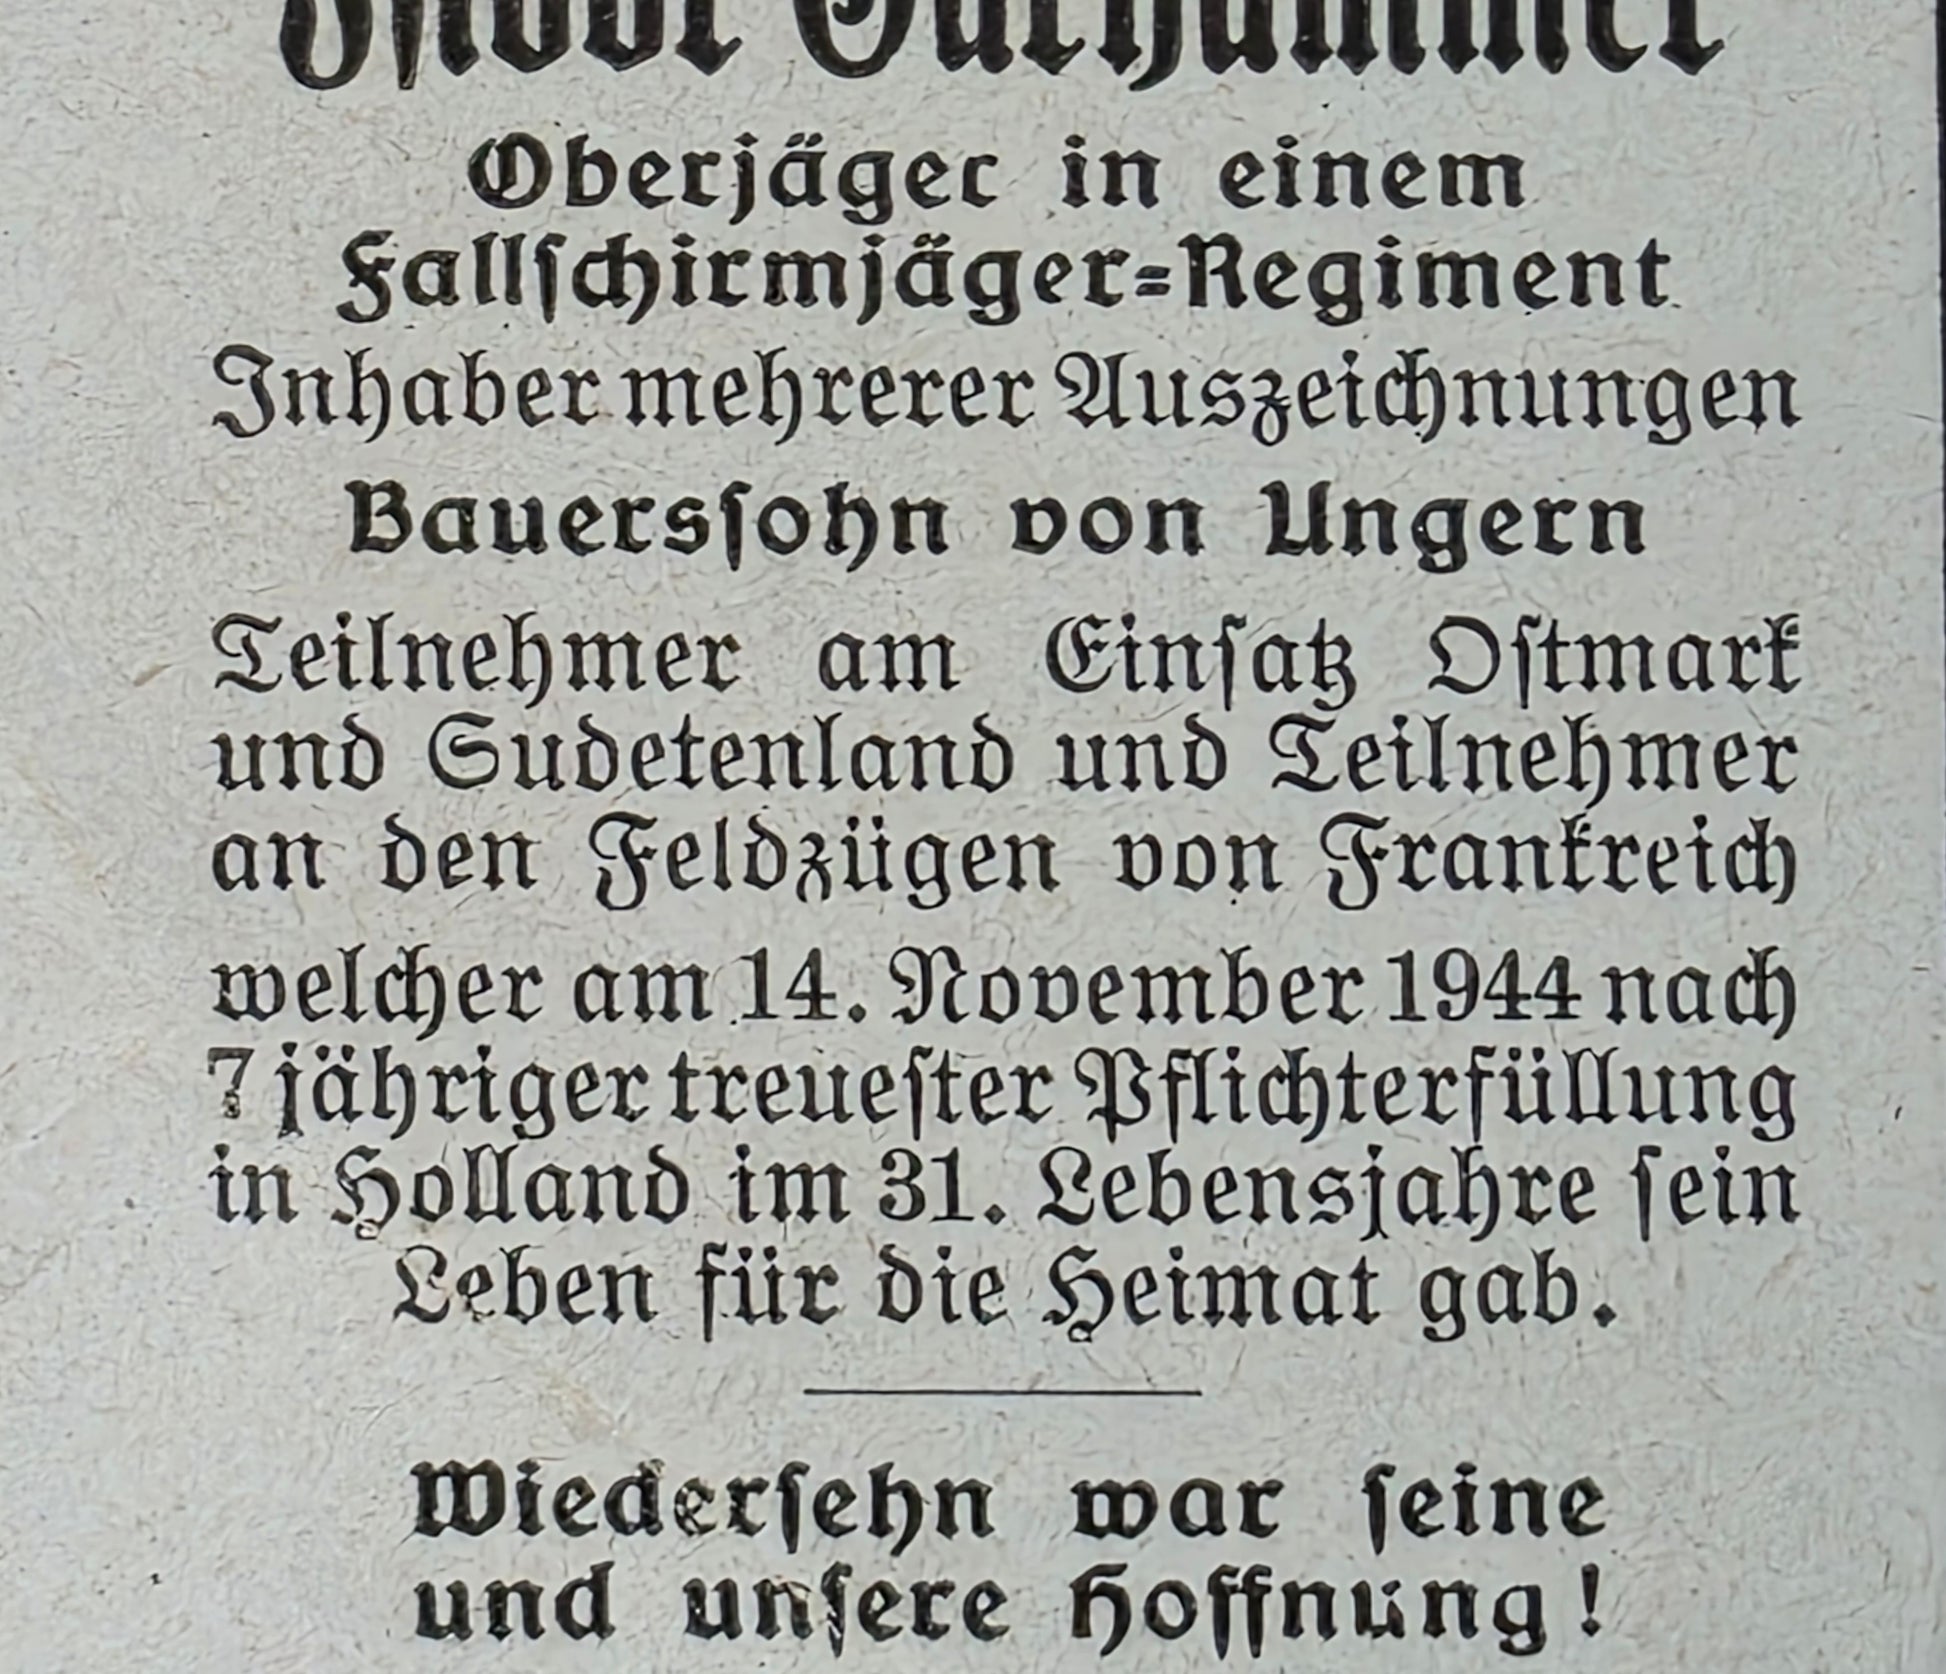 Oberjäger in einem
Fallschirmjäger=Regiment
Inhaber mehrerer Auszeichnungen
Bauerssohn von Ungern
Teilnehmer am Einsatz Ostmark
und Sudetenland und Teilnehmer
an den Feldzügen von Frankreich
welcher am 14. November 1944 nach
7 jähriger treuester Pflichterfüllung
in Holland im 31. Lebensjahre sein
Leben für die Heimat gab.
Wiedersehn war seine
und unsere Hoffnung!